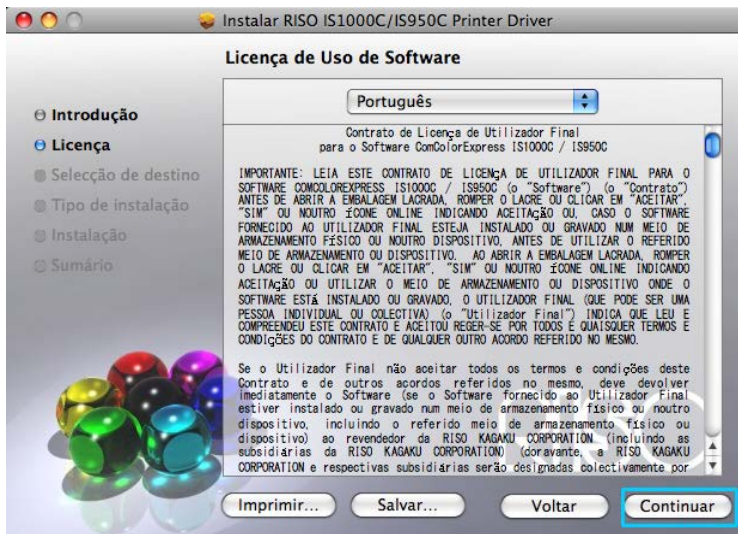 Instalar RISO IS1000C/IS950C Printer Driver
Licença de Uso de Software
Introdução
Licença
Selecção de destino
Tipo de instalação
Instalação
Sumário
Português
Contrato de Licença de Utilizador Final
para o Software ComColorExpress IS1000C / IS950C
IMPORTANTE: LEIA ESTE CONTRATO DE LICENçA DE UTILIZADOR FINAL PARA O
SOFTWARE COMCOLOREXPRESS IS1000C / IS950C (o "Software") (o "Contrato")
ANTES DE ABRIR A EMBALAGEM LACRADA, ROMPER O LACRE OU CLICAR EM "ACEITAR",
"SIM" OU NOUTRO íCONE ONLINE INDICANDO ACEITAçãO OU, CASO O SOFTWARE
FORNECIDO AO UTILIZADOR FINAL ESTEJA INSTALADO OU GRAVADO NUM MEIO DE
ARMAZENAMENTO FíSICO OU NOUTRO DISPOSITIVO, ANTES DE UTILIZAR O REFERIDO
MEIO DE ARMAZENAMENTO OU DISPOSITIVO. AO ABRIR A EMBALAGEM LACRADA, ROMPER
O LACRE OU CLICAR EM "ACEITAR", "SIM" OU NOUTRO íCONE ONLINE INDICANDO
ACEITAçãO OU UTILIZAR O MEIO DE ARMAZENAMENTO OU DISPOSITIVO ONDE O
SOFTWARE ESTá INSTALADO OU GRAVADO, O UTILIZADOR FINAL (QUE PODE SER UMA
PESSOA INDIVIDUAL OU COLECTIVA) (o "Utilizador Final") INDICA QUE LEU E
COMPREENDEU ESTE CONTRATO E ACEITOU REGER-SE POR TODOS E QUAISQUER TERMOS E
CONDIçõES DO CONTRATO E DE QUALQUER OUTRO ACORDO REFERIDO NO MESMO.
Se o Utilizador Final não aceitar todos os termos e condições deste
Contrato e de outros acordos referidos no mesmo, deve devolver
imediatamente o Software (se o Software fornecido ao Utilizador Final
estiver instalado ou gravado num meio de armazenamento físico ou noutro
dispositivo, incluindo o referido meio de armazenamento físico ou
dispositivo) ao revendedor da RISO KAGAKU CORPORATION (incluindo as
subsidiárias da RISO KAGAKU CORPORATION) (doravante, a RISO KAGAKU
CORPORATION e respectivas subsidiárias serão designadas colectivamente por
RISO
Imprimir...
Salvar...
Voltar
Continuar